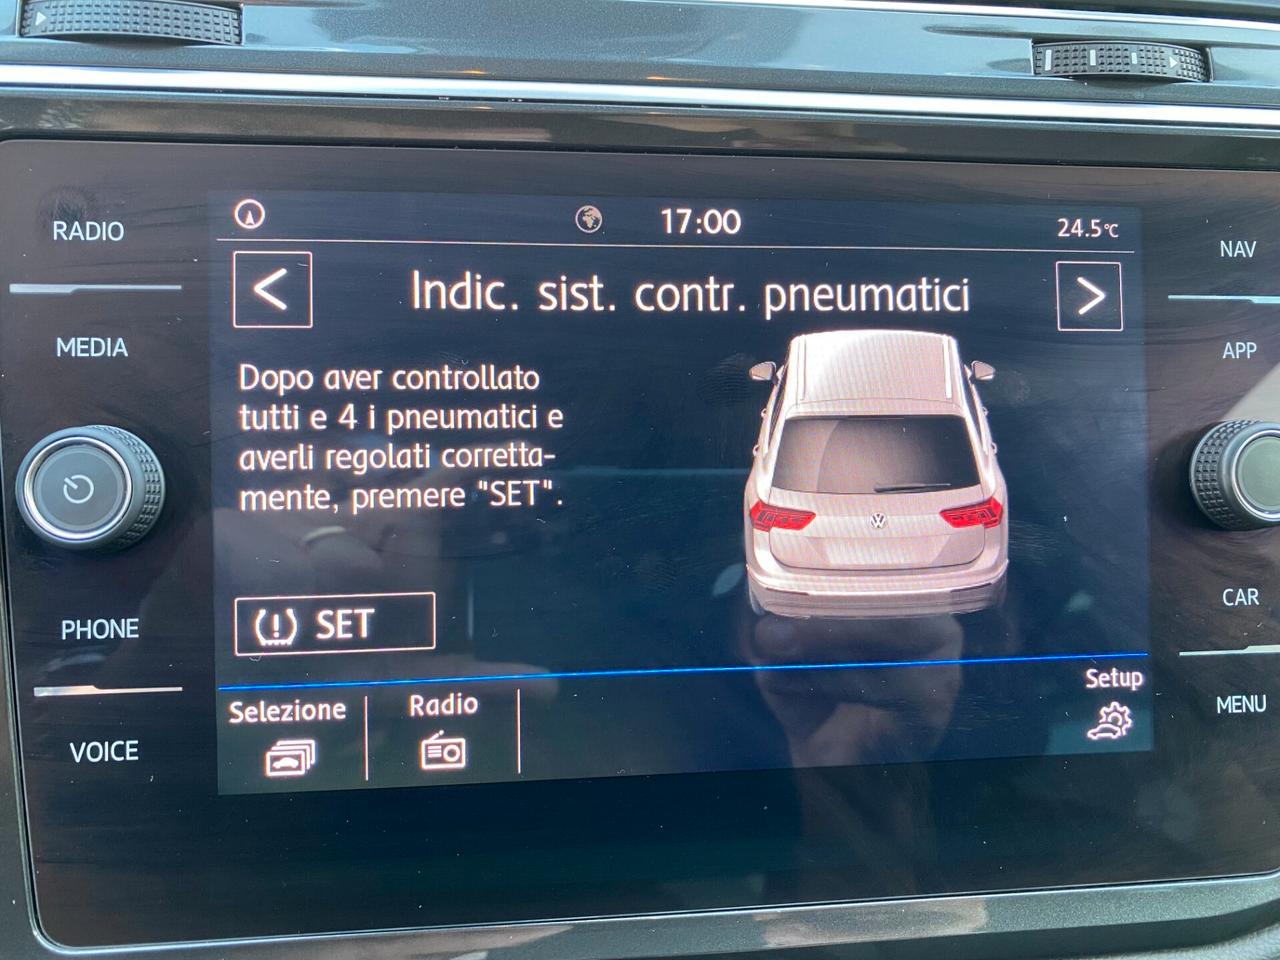 RADIO
MEDIA
PHONE
VOICE
17:00
24.5°C
<
Indic. sist. contr. pneumatici
>
Dopo aver controllato
tutti e 4 i pneumatici e
averli regolati corretta-
mente, premere "SET".
(!) SET
Selezione
Radio
Setup
NAV
APP
CAR
MENU